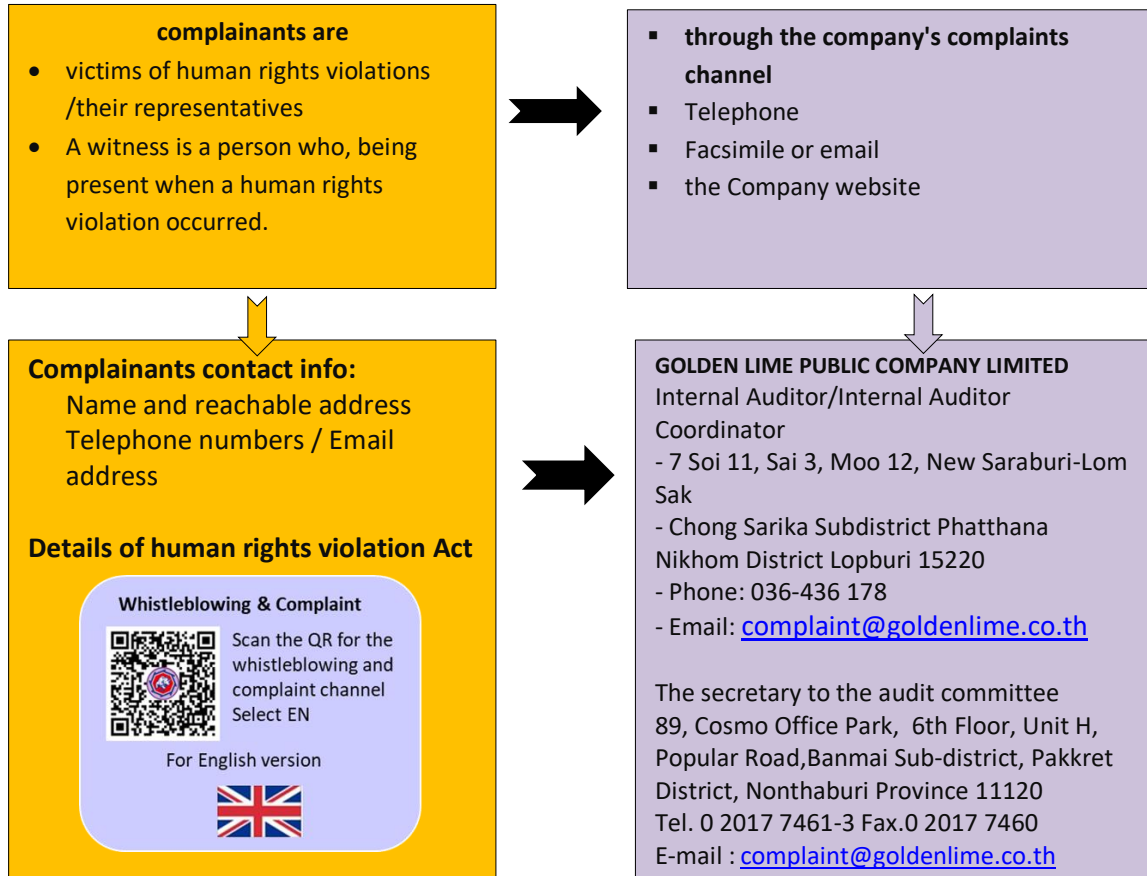 complainants are
• victims of human rights violations
/their representatives
• A witness is a person who, being
present when a human rights
violation occurred.
▪ through the company's complaints
channel
▪ Telephone
▪ Facsimile or email
▪ the Company website
Complainants contact info:
Name and reachable address
Telephone numbers / Email
address
Details of human rights violation Act
Whistleblowing & Complaint
Scan the QR for the
whistleblowing and
complaint channel
Select EN
For English version
GOLDEN LIME PUBLIC COMPANY LIMITED
Internal Auditor/Internal Auditor
Coordinator
- 7 Soi 11, Sai 3, Moo 12, New Saraburi-Lom
Sak
- Chong Sarika Subdistrict Phatthana
Nikhom District Lopburi 15220
- Phone: 036-436 178
- Email: complaint@goldenlime.co.th
The secretary to the audit committee
89, Cosmo Office Park, 6th Floor, Unit H,
Popular Road,Banmai Sub-district, Pakkret
District, Nonthaburi Province 11120
Tel. 0 2017 7461-3 Fax.0 2017 7460
E-mail : complaint@goldenlime.co.th